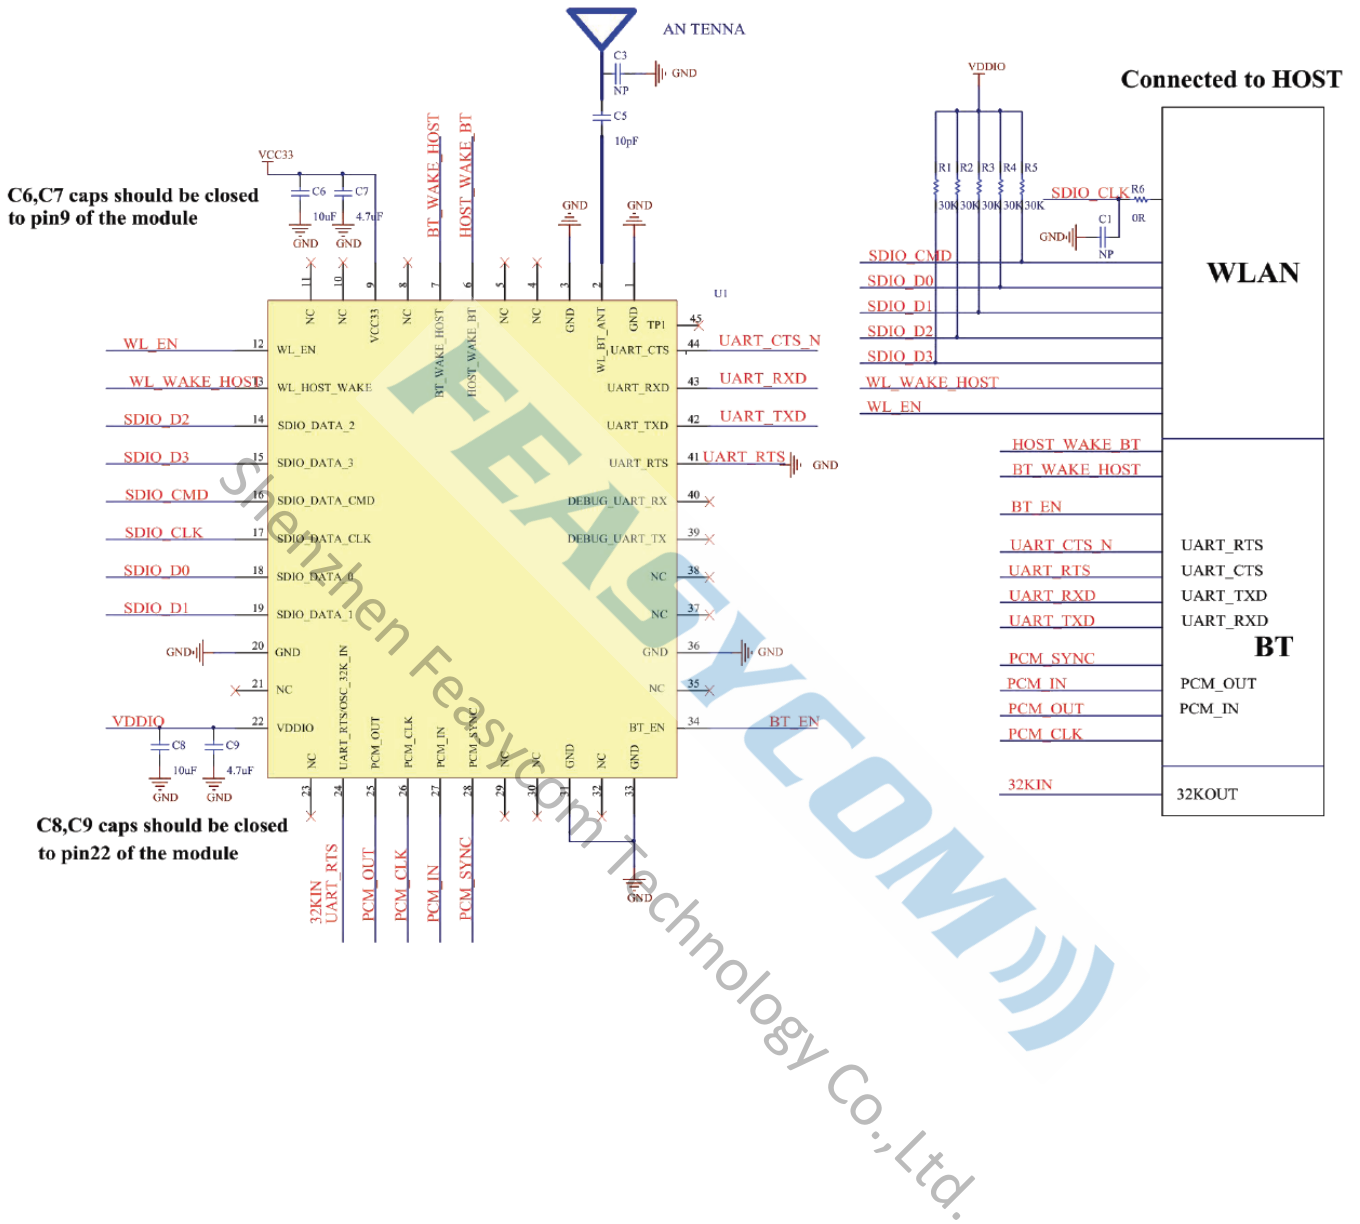 AN TENNA
C3
GND
NP
C5
10pF
VDDIO
Connected to HOST
VCC33
C6,C7 caps should be closed
to pin9 of the module
C6
C7
10uF
4.7uF
GND
GND
BT_WAKE_HOST
HOST_WAKE_BT
GND
GND
R1
R2
R3
R4
R5
30K
30K
30K
30K
30K
SDIO_CLK
R6
0R
C1
GND
NP
SDIO_CMD
SDIO_D0
SDIO_D1
SDIO_D2
SDIO_D3
WL_WAKE_HOST
WL_EN
WLAN
11
10
9
8
7
6
5
4
3
2
1
U1
NC
NC
VCC33
NC
BT_WAKE_HOST
HOST_WAKE_BT
NC
NC
GND
WL_BT_ANT
GND
TP1
45
WL_EN
12
WL_EN
UART_CTS
44
UART_CTS_N
WL_WAKE_HOST
13
WL_HOST_WAKE
UART_RXD
43
UART_RXD
SDIO_D2
14
SDIO_DATA_2
UART_TXD
42
UART_TXD
SDIO_D3
15
SDIO_DATA_3
UART_RTS
41
UART_RTS
GND
SDIO_CMD
16
SDIO_DATA_CMD
DEBUG_UART_RX
40
SDIO_CLK
17
SDIO_DATA_CLK
DEBUG_UART_TX
39
SDIO_D0
18
SDIO_DATA_0
NC
38
SDIO_D1
19
SDIO_DATA_1
NC
37
GND
20
GND
GND
36
GND
21
NC
NC
35
VDDIO
22
VDDIO
BT_EN
34
BT_EN
C8
C9
10uF
4.7uF
GND
GND
C8,C9 caps should be closed
to pin22 of the module
NC
UART_RTS/OSC_32K_IN
PCM_OUT
PCM_CLK
PCM_IN
PCM_SYNC
NC
NC
GND
NC
GND
23
24
25
26
27
28
29
30
31
32
33
32KIN
UART_RTS
PCM_OUT
PCM_CLK
PCM_IN
PCM_SYNC
GND
HOST_WAKE_BT
BT_WAKE_HOST
BT_EN
UART_CTS_N
UART_RTS
UART_RTS
UART_CTS
UART_RXD
UART_TXD
UART_TXD
UART_RXD
BT
PCM_SYNC
PCM_IN
PCM_OUT
PCM_OUT
PCM_IN
PCM_CLK
32KIN
32KOUT
FEASYCOM
Shenzhen Feasycom Technology Co.,Ltd.